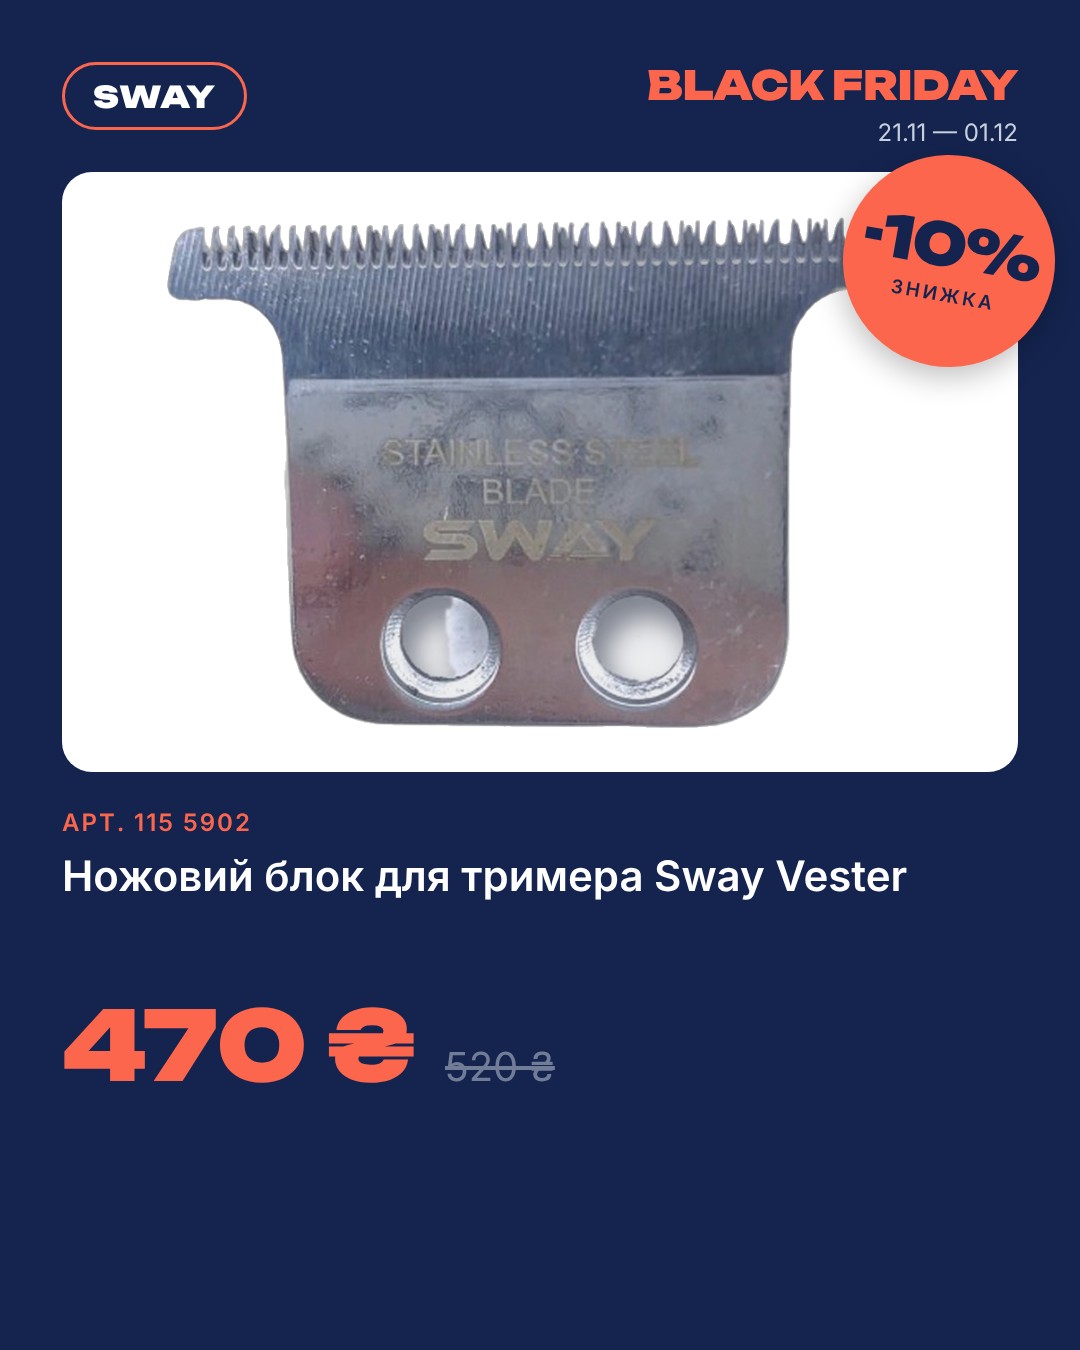 SWAY
BLACK FRIDAY
21.11 — 01.12
-10%
ЗНИЖКА
STAINLESS STEEL
BLADE
SWAY
АРТ. 115 5902
Ножовий блок для тримера Sway Vester
470 ₴ 520 ₴